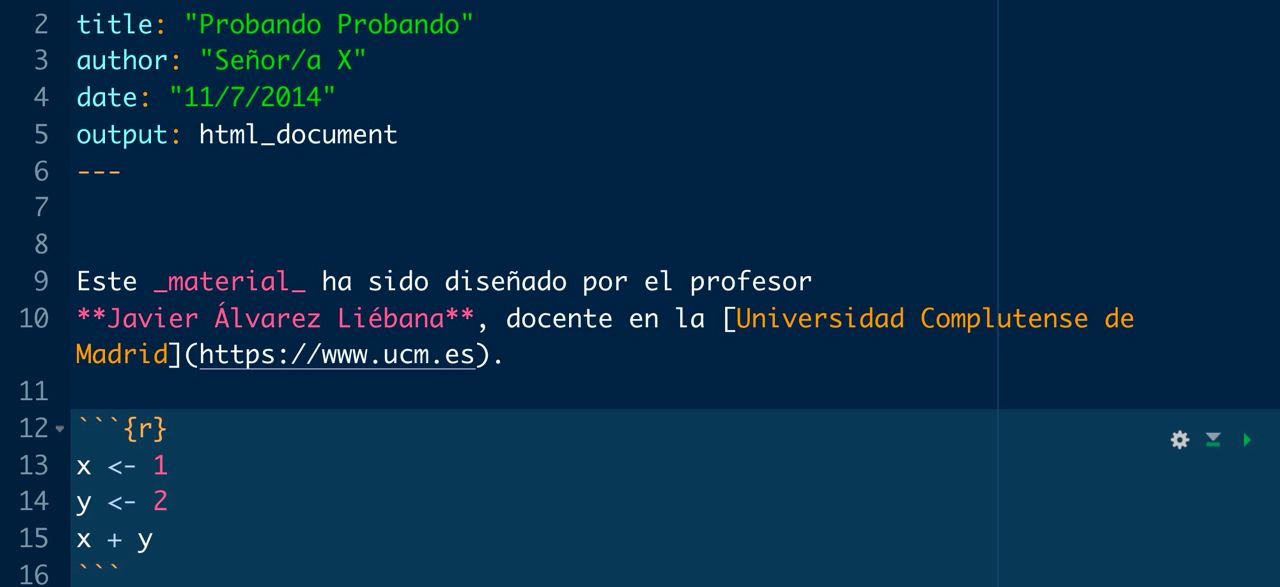 2 title: "Probando Probando"
3 author: "Señor/a X"
4 date: "11/7/2014"
5 output: html_document
6 ---
7
8
9 Este _material_ ha sido diseñado por el profesor
10 **Javier Álvarez Liébana**, docente en la [Universidad Complutense de
Madrid](https://www.ucm.es).
11
12 ```{r}
13 x <- 1
14 y <- 2
15 x + y
16 ```